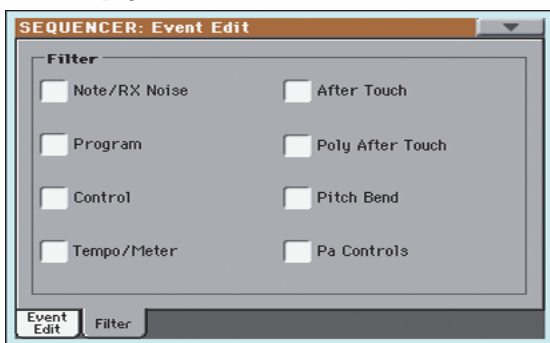 SEQUENCER: Event Edit
Filter
Note/RX Noise
After Touch
Program
Poly After Touch
Control
Pitch Bend
Tempo/Meter
Pa Controls
Event
Edit
Filter